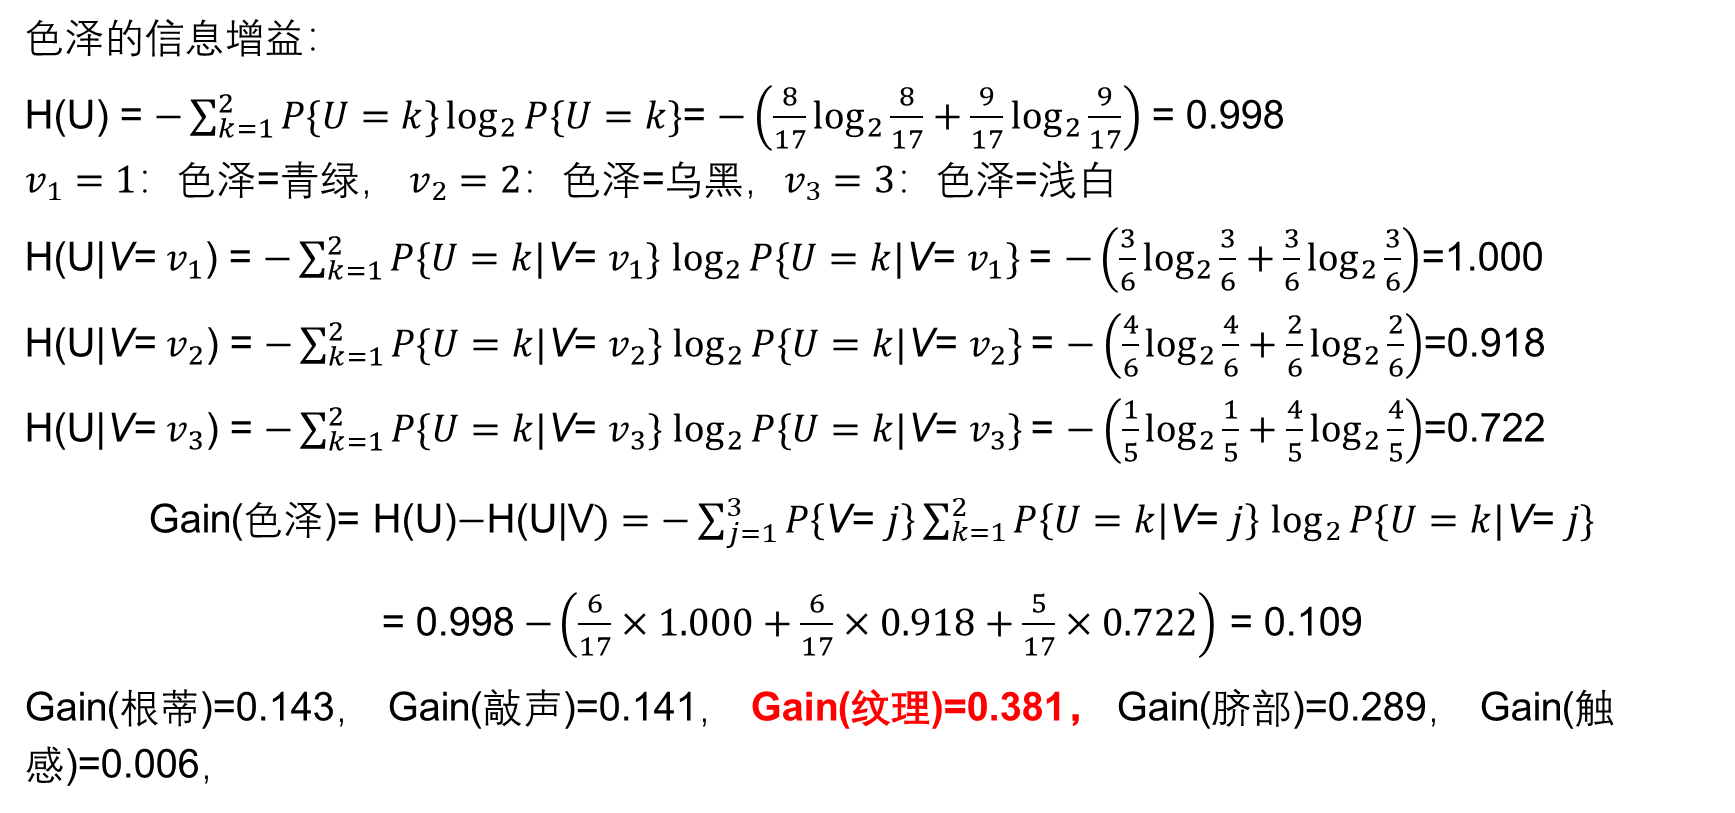 色泽的信息增益：
H(U) = −∑_{k=1}^{2} P{U = k} log₂ P{U = k}= −(8/17 log₂ 8/17 + 9/17 log₂ 9/17) = 0.998
v₁ = 1：色泽=青绿， v₂ = 2：色泽=乌黑，v₃ = 3：色泽=浅白
H(U|V= v₁) = −∑_{k=1}^{2} P{U = k|V= v₁} log₂ P{U = k|V= v₁} = −(3/6 log₂ 3/6 + 3/6 log₂ 3/6)=1.000
H(U|V= v₂) = −∑_{k=1}^{2} P{U = k|V= v₂} log₂ P{U = k|V= v₂} = −(4/6 log₂ 4/6 + 2/6 log₂ 2/6)=0.918
H(U|V= v₃) = −∑_{k=1}^{2} P{U = k|V= v₃} log₂ P{U = k|V= v₃} = −(1/5 log₂ 1/5 + 4/5 log₂ 4/5)=0.722
Gain(色泽)= H(U)−H(U|V) = −∑_{j=1}^{3} P{V= j} ∑_{k=1}^{2} P{U = k|V= j} log₂ P{U = k|V= j}
= 0.998 −(6/17 × 1.000 + 6/17 × 0.918 + 5/17 × 0.722) = 0.109
Gain(根蒂)=0.143， Gain(敲声)=0.141， Gain(纹理)=0.381， Gain(脐部)=0.289， Gain(触
感)=0.006，